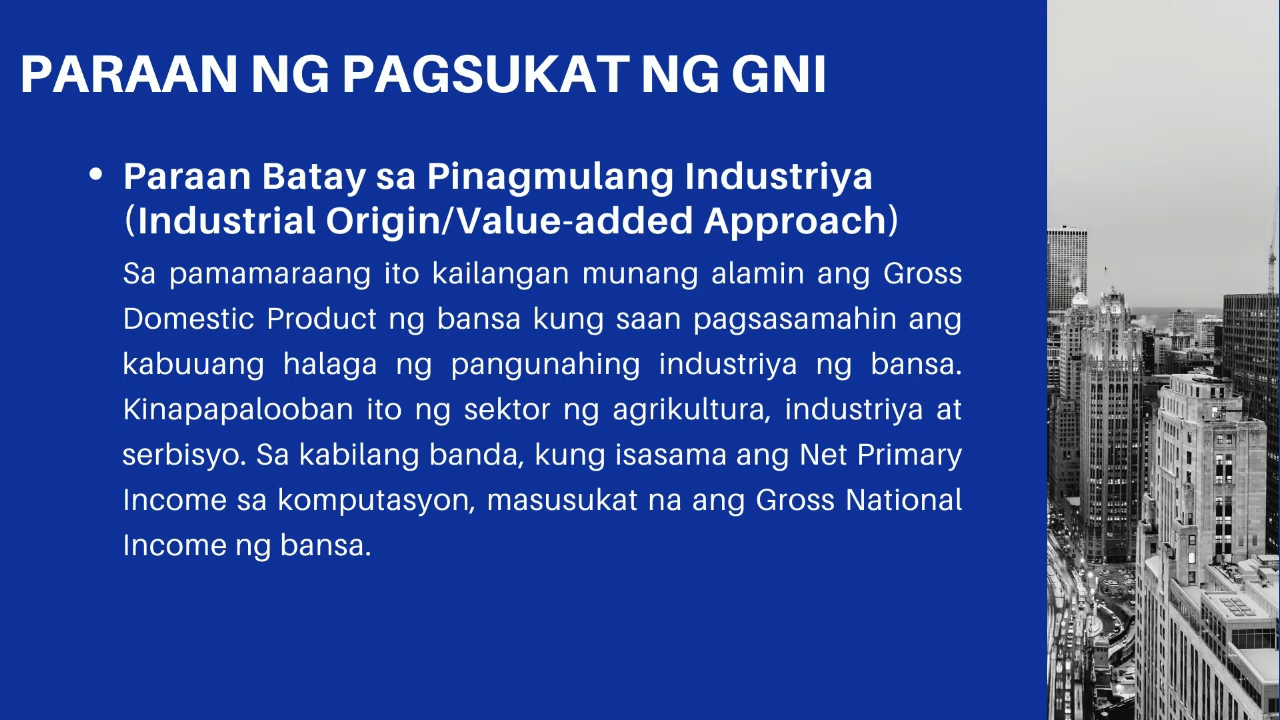 PARAAN NG PAGSUKAT NG GNI
• Paraan Batay sa Pinagmulang Industriya
(Industrial Origin/Value-added Approach)
Sa pamamaraang ito kailangan munang alamin ang Gross
Domestic Product ng bansa kung saan pagsasamahin ang
kabuuang halaga ng pangunahing industriya ng bansa.
Kinapapalooban ito ng sektor ng agrikultura, industriya at
serbisyo. Sa kabilang banda, kung isasama ang Net Primary
Income sa komputasyon, masusukat na ang Gross National
Income ng bansa.